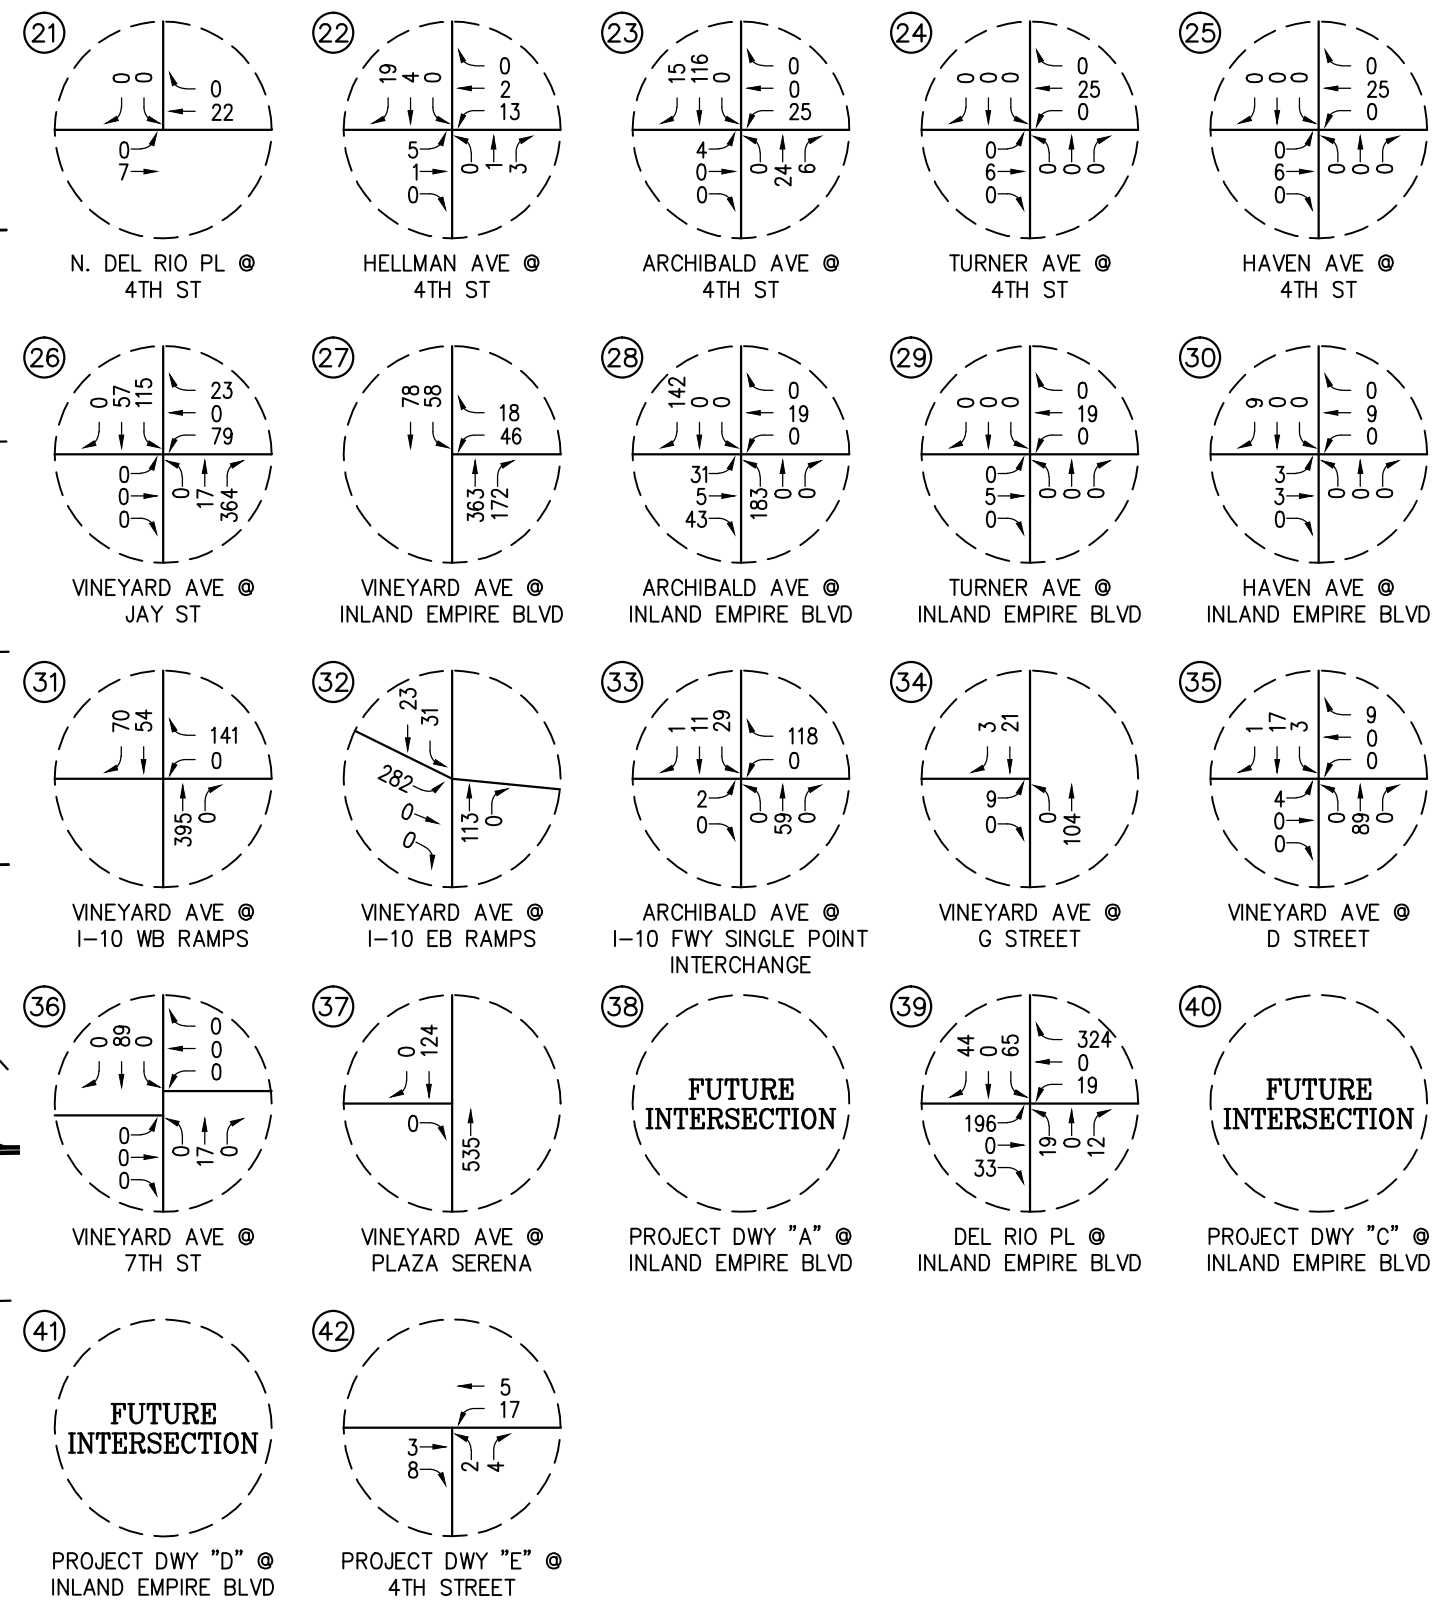 21
0 0
0
22
0
7
N. DEL RIO PL @
4TH ST
22
19 4 0
0
2
13
5
1
0
0 1 3
HELLMAN AVE @
4TH ST
23
15 116 0
0
0
25
4
0
0
0 24 6
ARCHIBALD AVE @
4TH ST
24
0 0 0
0
25
0
0
6
0
0 0 0
TURNER AVE @
4TH ST
25
0 0 0
0
25
0
0
6
0
0 0 0
HAVEN AVE @
4TH ST
26
0 57 115
23
0
79
0
0
0
0 17 364
VINEYARD AVE @
JAY ST
27
78 58
18
46
363 172
VINEYARD AVE @
INLAND EMPIRE BLVD
28
142 0 0
0
19
0
31
5
43
183 0 0
ARCHIBALD AVE @
INLAND EMPIRE BLVD
29
0 0 0
0
19
0
0
5
0
0 0 0
TURNER AVE @
INLAND EMPIRE BLVD
30
9 0 0
0
9
0
3
3
0
0 0 0
HAVEN AVE @
INLAND EMPIRE BLVD
31
70 54
141
0
395 0
VINEYARD AVE @
I-10 WB RAMPS
32
23 31
282
0
0
113 0
VINEYARD AVE @
I-10 EB RAMPS
33
1 11 29
118
0
2
0
0 59 0
ARCHIBALD AVE @
I-10 FWY SINGLE POINT
INTERCHANGE
34
3 21
9
0
0 104
VINEYARD AVE @
G STREET
35
1 17 3
9
0
0
4
0
0
0 89 0
VINEYARD AVE @
D STREET
36
0 89 0
0
0
0
0
0
0
0 17 0
VINEYARD AVE @
7TH ST
37
0 124
0
535
VINEYARD AVE @
PLAZA SERENA
38
FUTURE
INTERSECTION
PROJECT DWY "A" @
INLAND EMPIRE BLVD
39
44 0 65
324
0
19
196
0
33
19 0 12
DEL RIO PL @
INLAND EMPIRE BLVD
40
FUTURE
INTERSECTION
PROJECT DWY "C" @
INLAND EMPIRE BLVD
41
FUTURE
INTERSECTION
PROJECT DWY "D" @
INLAND EMPIRE BLVD
42
5
17
3
8
2 4
PROJECT DWY "E" @
4TH STREET